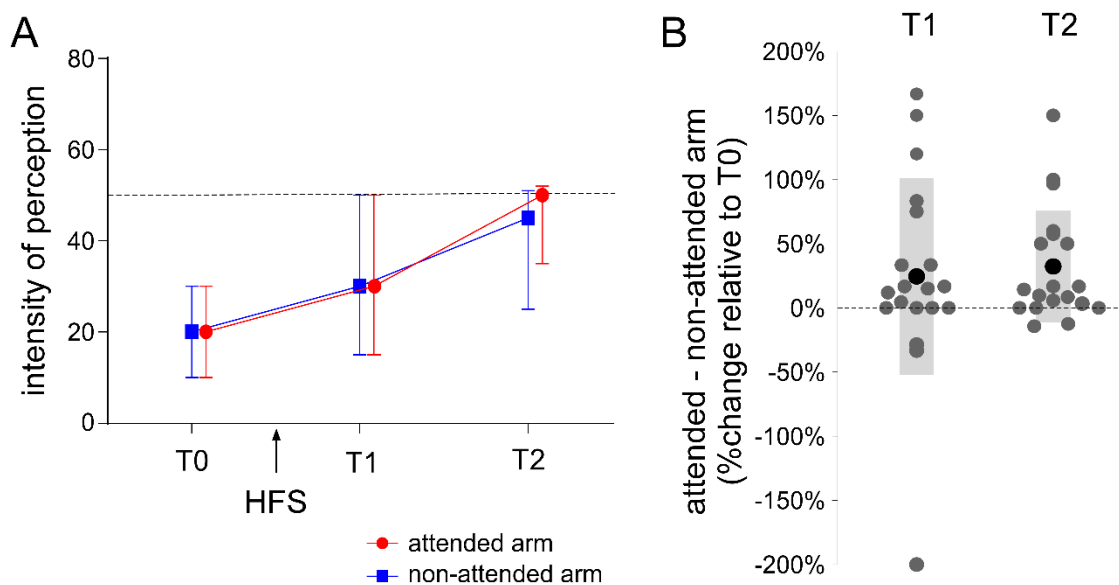 A
intensity of perception
80
60
40
20
0
T0
T1
T2
HFS
attended arm
non-attended arm
B
T1
T2
attended - non-attended arm
(%change relative to T0)
200%
150%
100%
50%
0%
-50%
-100%
-150%
-200%